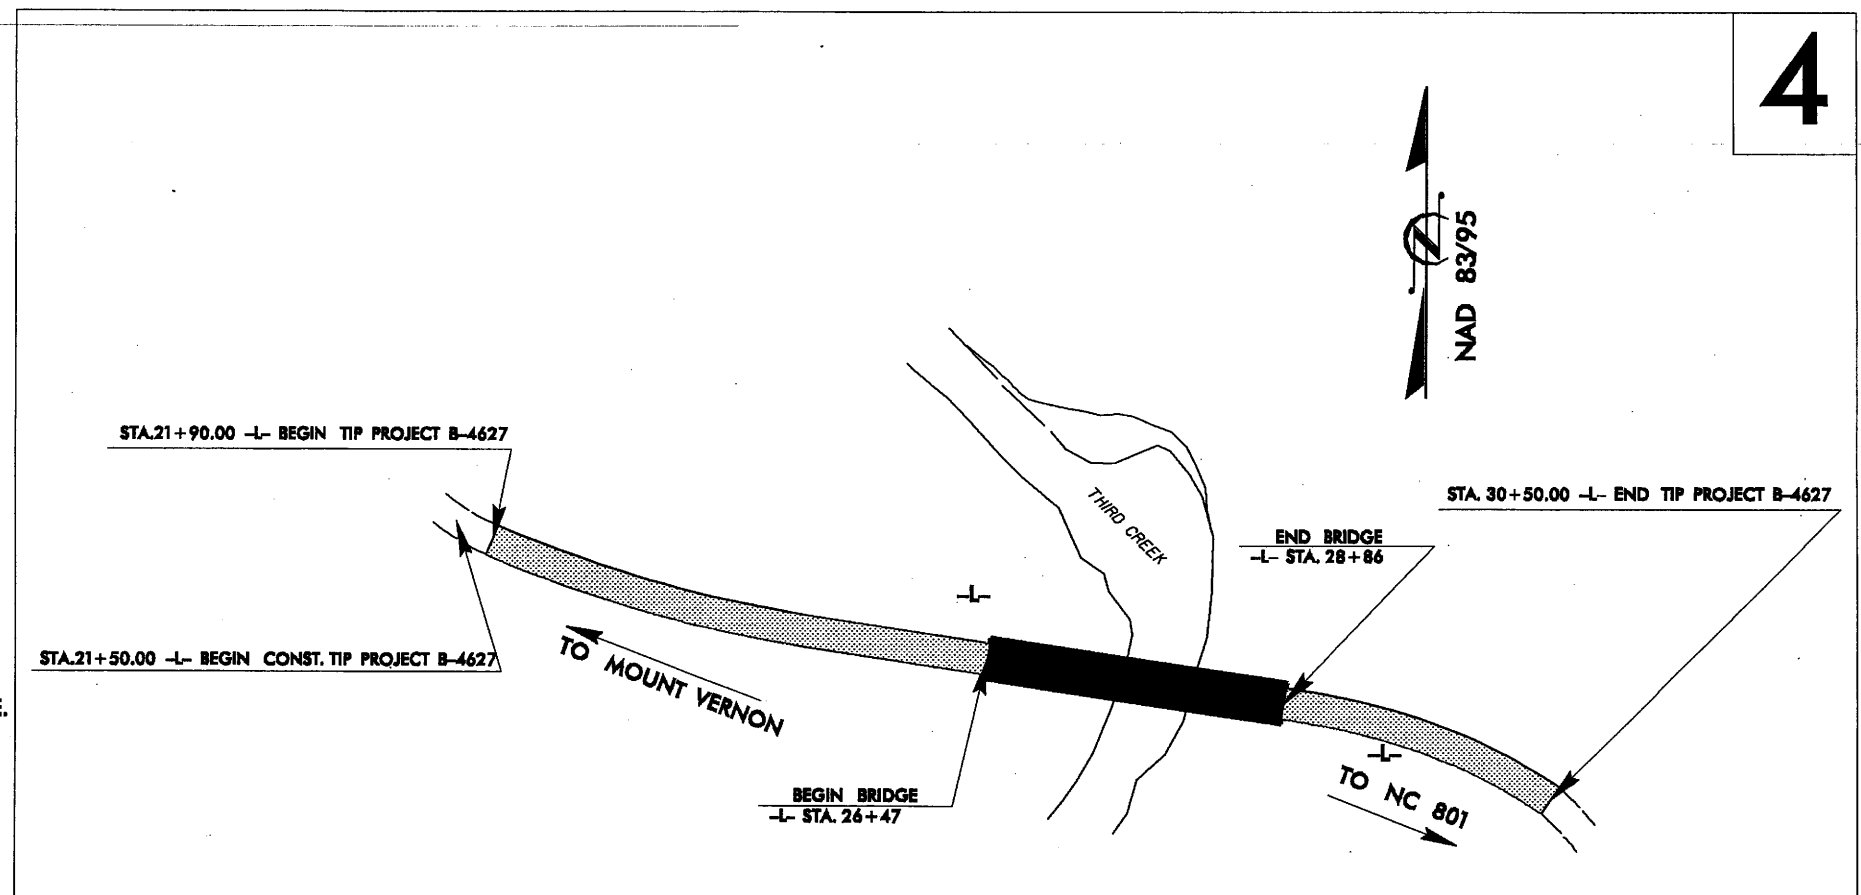 4
NAD 83/95
STA.21+90.00 -L- BEGIN TIP PROJECT B-4627
STA. 30+50.00 -L- END TIP PROJECT B-4627
THIRD CREEK
END BRIDGE
-L- STA. 28+86
-L-
STA.21+50.00 -L- BEGIN CONST. TIP PROJECT B-4627
TO MOUNT VERNON
-L-
TO NC 801
BEGIN BRIDGE
-L- STA. 26+47